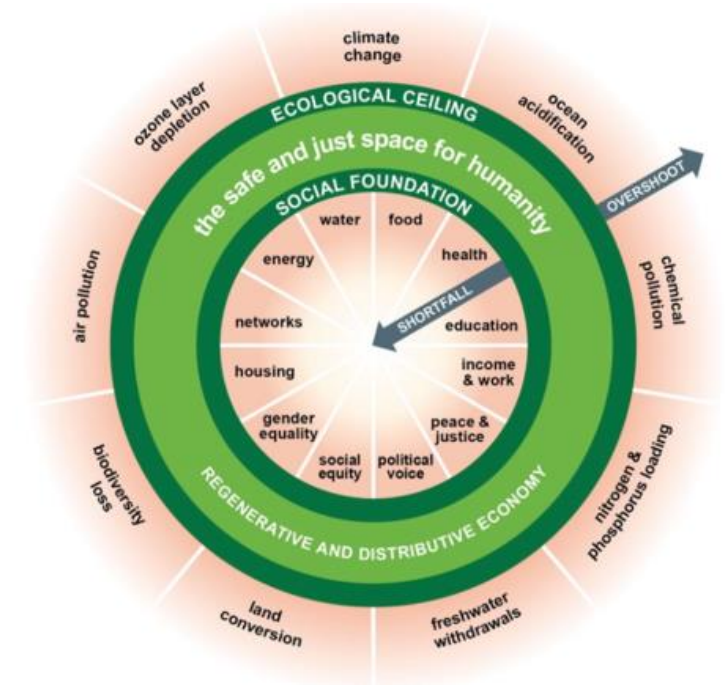 climate
change
ocean
acidification
chemical
pollution
nitrogen &
phosphorus loading
freshwater
withdrawals
land
conversion
biodiversity
loss
air pollution
ozone layer
depletion
OVERSHOOT
ECOLOGICAL CEILING
the safe and just space for humanity
SOCIAL FOUNDATION
water
food
health
SHORTFALL
education
income
& work
peace &
justice
political
voice
social
equity
gender
equality
housing
networks
energy
REGENERATIVE AND DISTRIBUTIVE ECONOMY